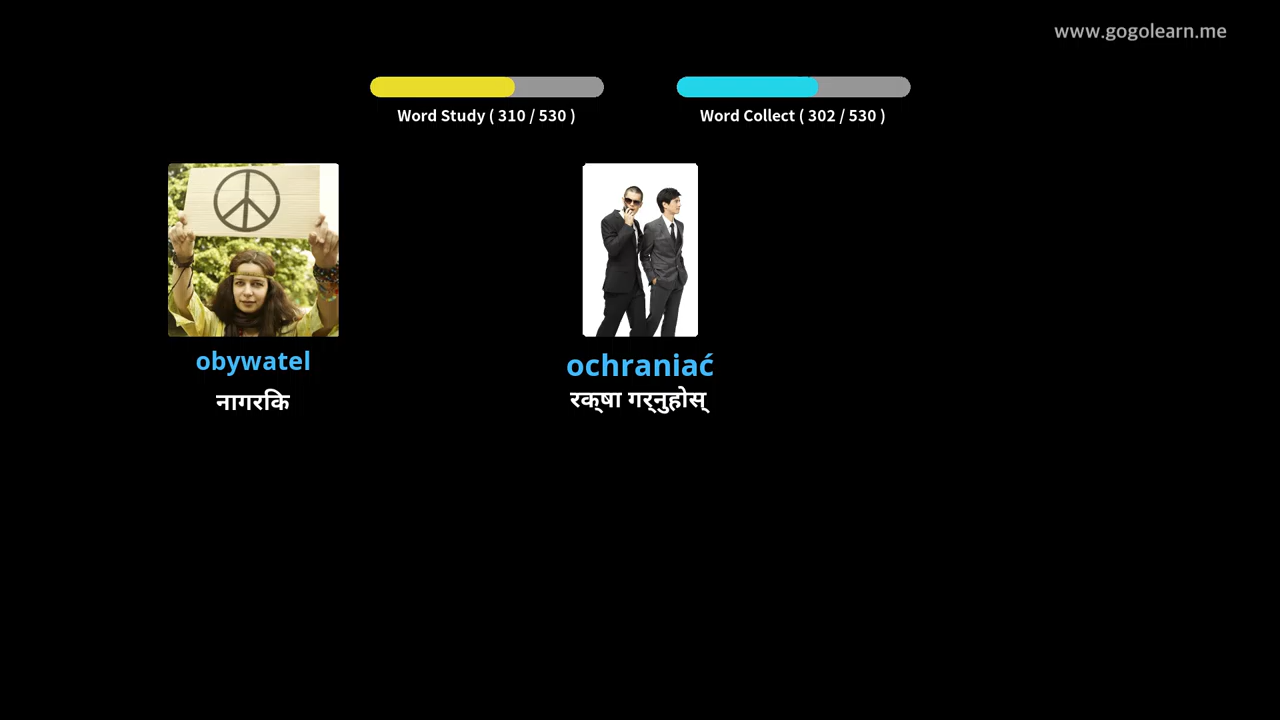 www.gogolearn.me
Word Study ( 310 / 530 )
Word Collect ( 302 / 530 )
obywatel
नागरिक
ochraniać
रक्षा गर्नुहोस्